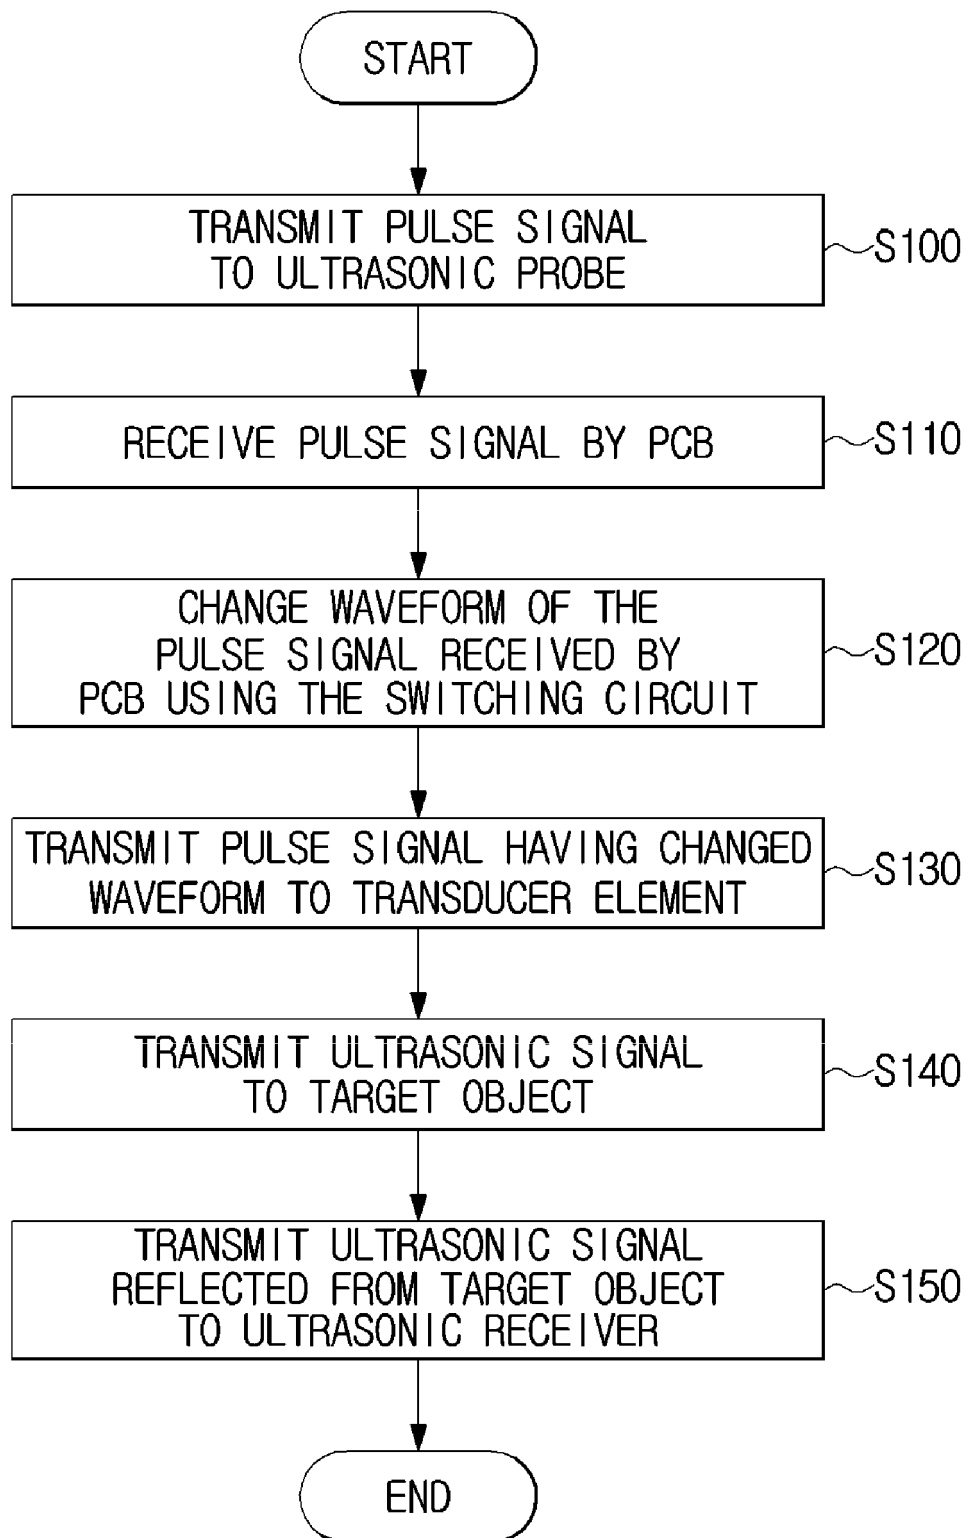 START
TRANSMIT PULSE SIGNAL
TO ULTRASONIC PROBE
S100
RECEIVE PULSE SIGNAL BY PCB
S110
CHANGE WAVEFORM OF THE
PULSE SIGNAL RECEIVED BY
PCB USING THE SWITCHING CIRCUIT
S120
TRANSMIT PULSE SIGNAL HAVING CHANGED
WAVEFORM TO TRANSDUCER ELEMENT
S130
TRANSMIT ULTRASONIC SIGNAL
TO TARGET OBJECT
S140
TRANSMIT ULTRASONIC SIGNAL
REFLECTED FROM TARGET OBJECT
TO ULTRASONIC RECEIVER
S150
END